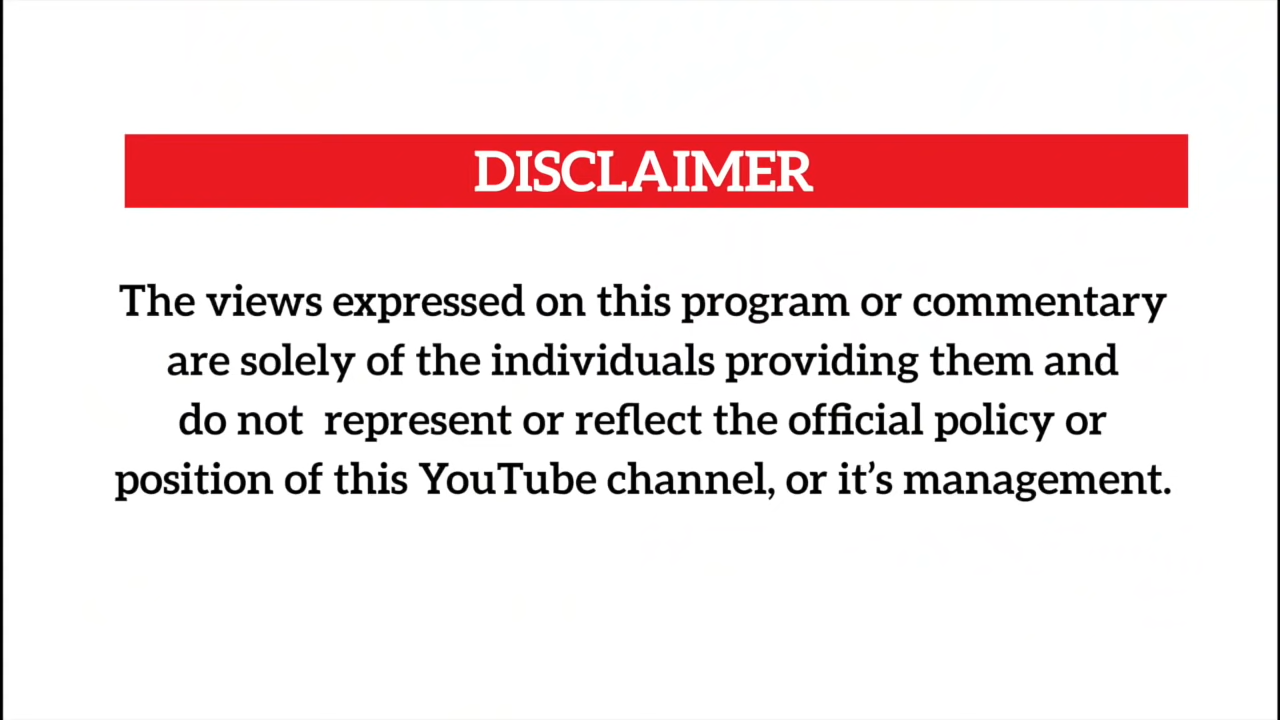 DISCLAIMER
The views expressed on this program or commentary
are solely of the individuals providing them and
do not  represent or reflect the official policy or
position of this YouTube channel, or it’s management.